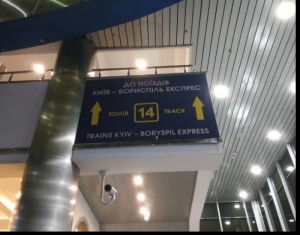 ДО ПОЇЗДІВ
КИЇВ – БОРИСПІЛЬ ЕКСПРЕС
КОЛІЯ 14 TRACK
TRAINS KYIV – BORYSPIL EXPRESS